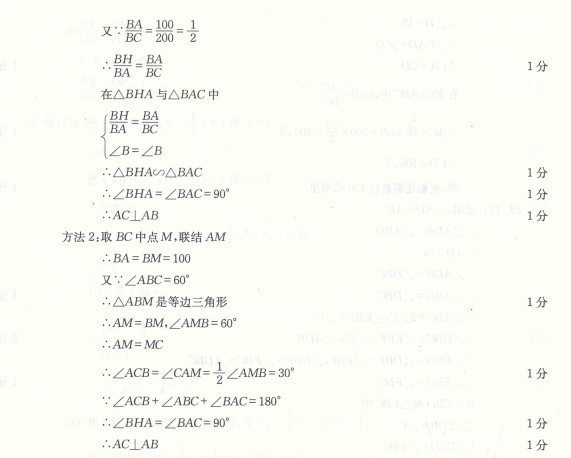 又∵BA/BC=100/200=1/2
∴BH/BA=BA/BC 1分
在△BHA与△BAC中
BH/BA=BA/BC
∠B=∠B
∴△BHA∽△BAC 1分
∴∠BHA=∠BAC=90° 1分
∴AC⊥AB 1分
方法2:取BC中点M,联结AM
∴BA=BM=100
又∵∠ABC=60°
∴△ABM是等边三角形 1分
∴AM=BM,∠AMB=60°
∴AM=MC
∴∠ACB=∠CAM=1/2∠AMB=30° 1分
∵∠ACB+∠ABC+∠BAC=180°
∴∠BHA=∠BAC=90° 1分
∴AC⊥AB 1分